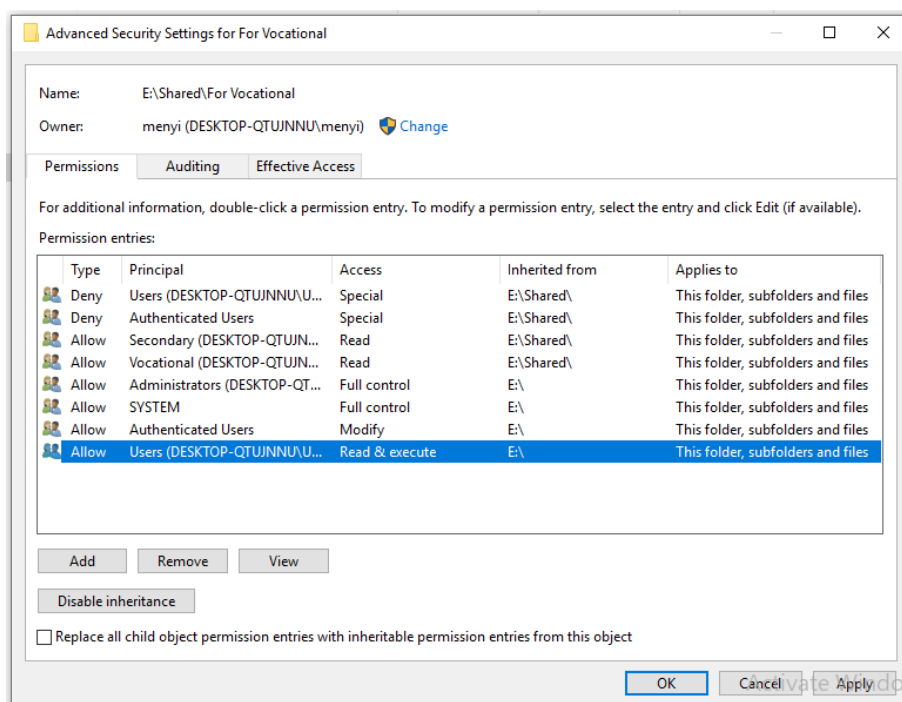 Advanced Security Settings for For Vocational
Name: E:\Shared\For Vocational
Owner: menyi (DESKTOP-QTUJNNU\menyi) Change
Permissions Auditing Effective Access
For additional information, double-click a permission entry. To modify a permission entry, select the entry and click Edit (if available).
Permission entries:
Type Principal Access Inherited from Applies to
Deny Users (DESKTOP-QTUJNNU\U... Special E:\Shared\ This folder, subfolders and files
Deny Authenticated Users Special E:\Shared\ This folder, subfolders and files
Allow Secondary (DESKTOP-QTUJN... Read E:\Shared\ This folder, subfolders and files
Allow Vocational (DESKTOP-QTUJN... Read E:\Shared\ This folder, subfolders and files
Allow Administrators (DESKTOP-QT... Full control E:\ This folder, subfolders and files
Allow SYSTEM Full control E:\ This folder, subfolders and files
Allow Authenticated Users Modify E:\ This folder, subfolders and files
Allow Users (DESKTOP-QTUJNNU\U... Read & execute E:\ This folder, subfolders and files
Add Remove View
Disable inheritance
Replace all child object permission entries with inheritable permission entries from this object
OK Cancel Apply
Activate Windo